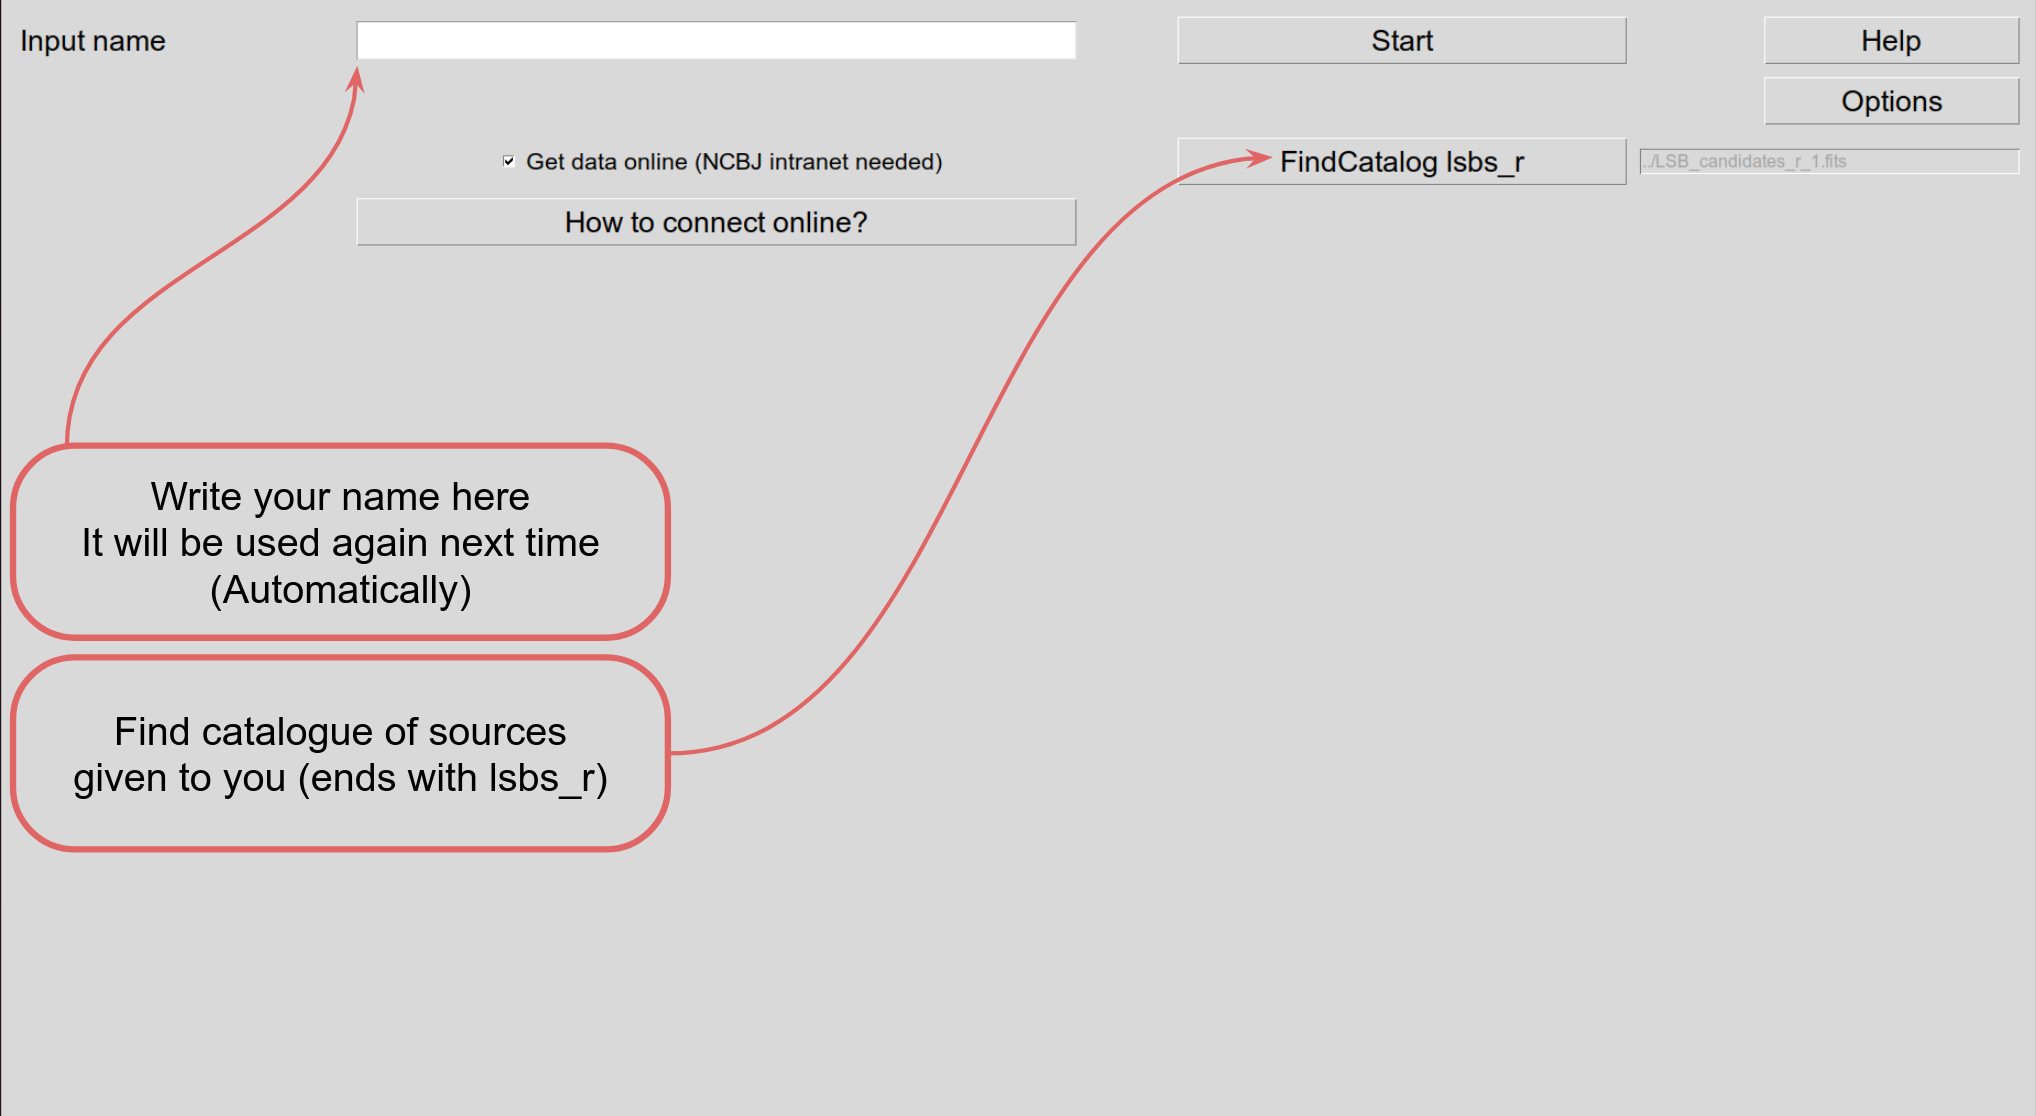 Input name
Start
Help
Options
Get data online (NCBJ intranet needed)
FindCatalog lsbs_r
../LSB_candidates_r_1.fits
How to connect online?
Write your name here
It will be used again next time
(Automatically)
Find catalogue of sources
given to you (ends with lsbs_r)